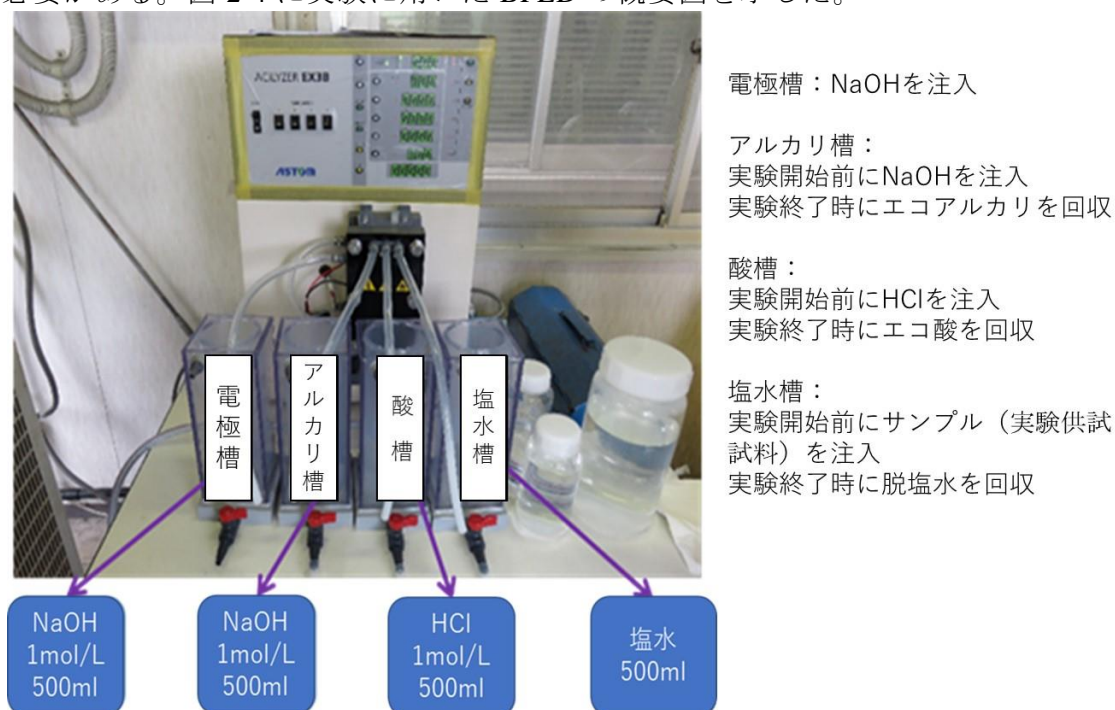 ACILYZER EX3B
ASTOM
電極槽
アルカリ槽
酸槽
塩水槽
NaOH
1mol/L
500ml
NaOH
1mol/L
500ml
HCl
1mol/L
500ml
塩水
500ml
電極槽：NaOHを注入
アルカリ槽：
実験開始前にNaOHを注入
実験終了時にエコアルカリを回収
酸槽：
実験開始前にHClを注入
実験終了時にエコ酸を回収
塩水槽：
実験開始前にサンプル（実験供試
試料）を注入
実験終了時に脱塩水を回収